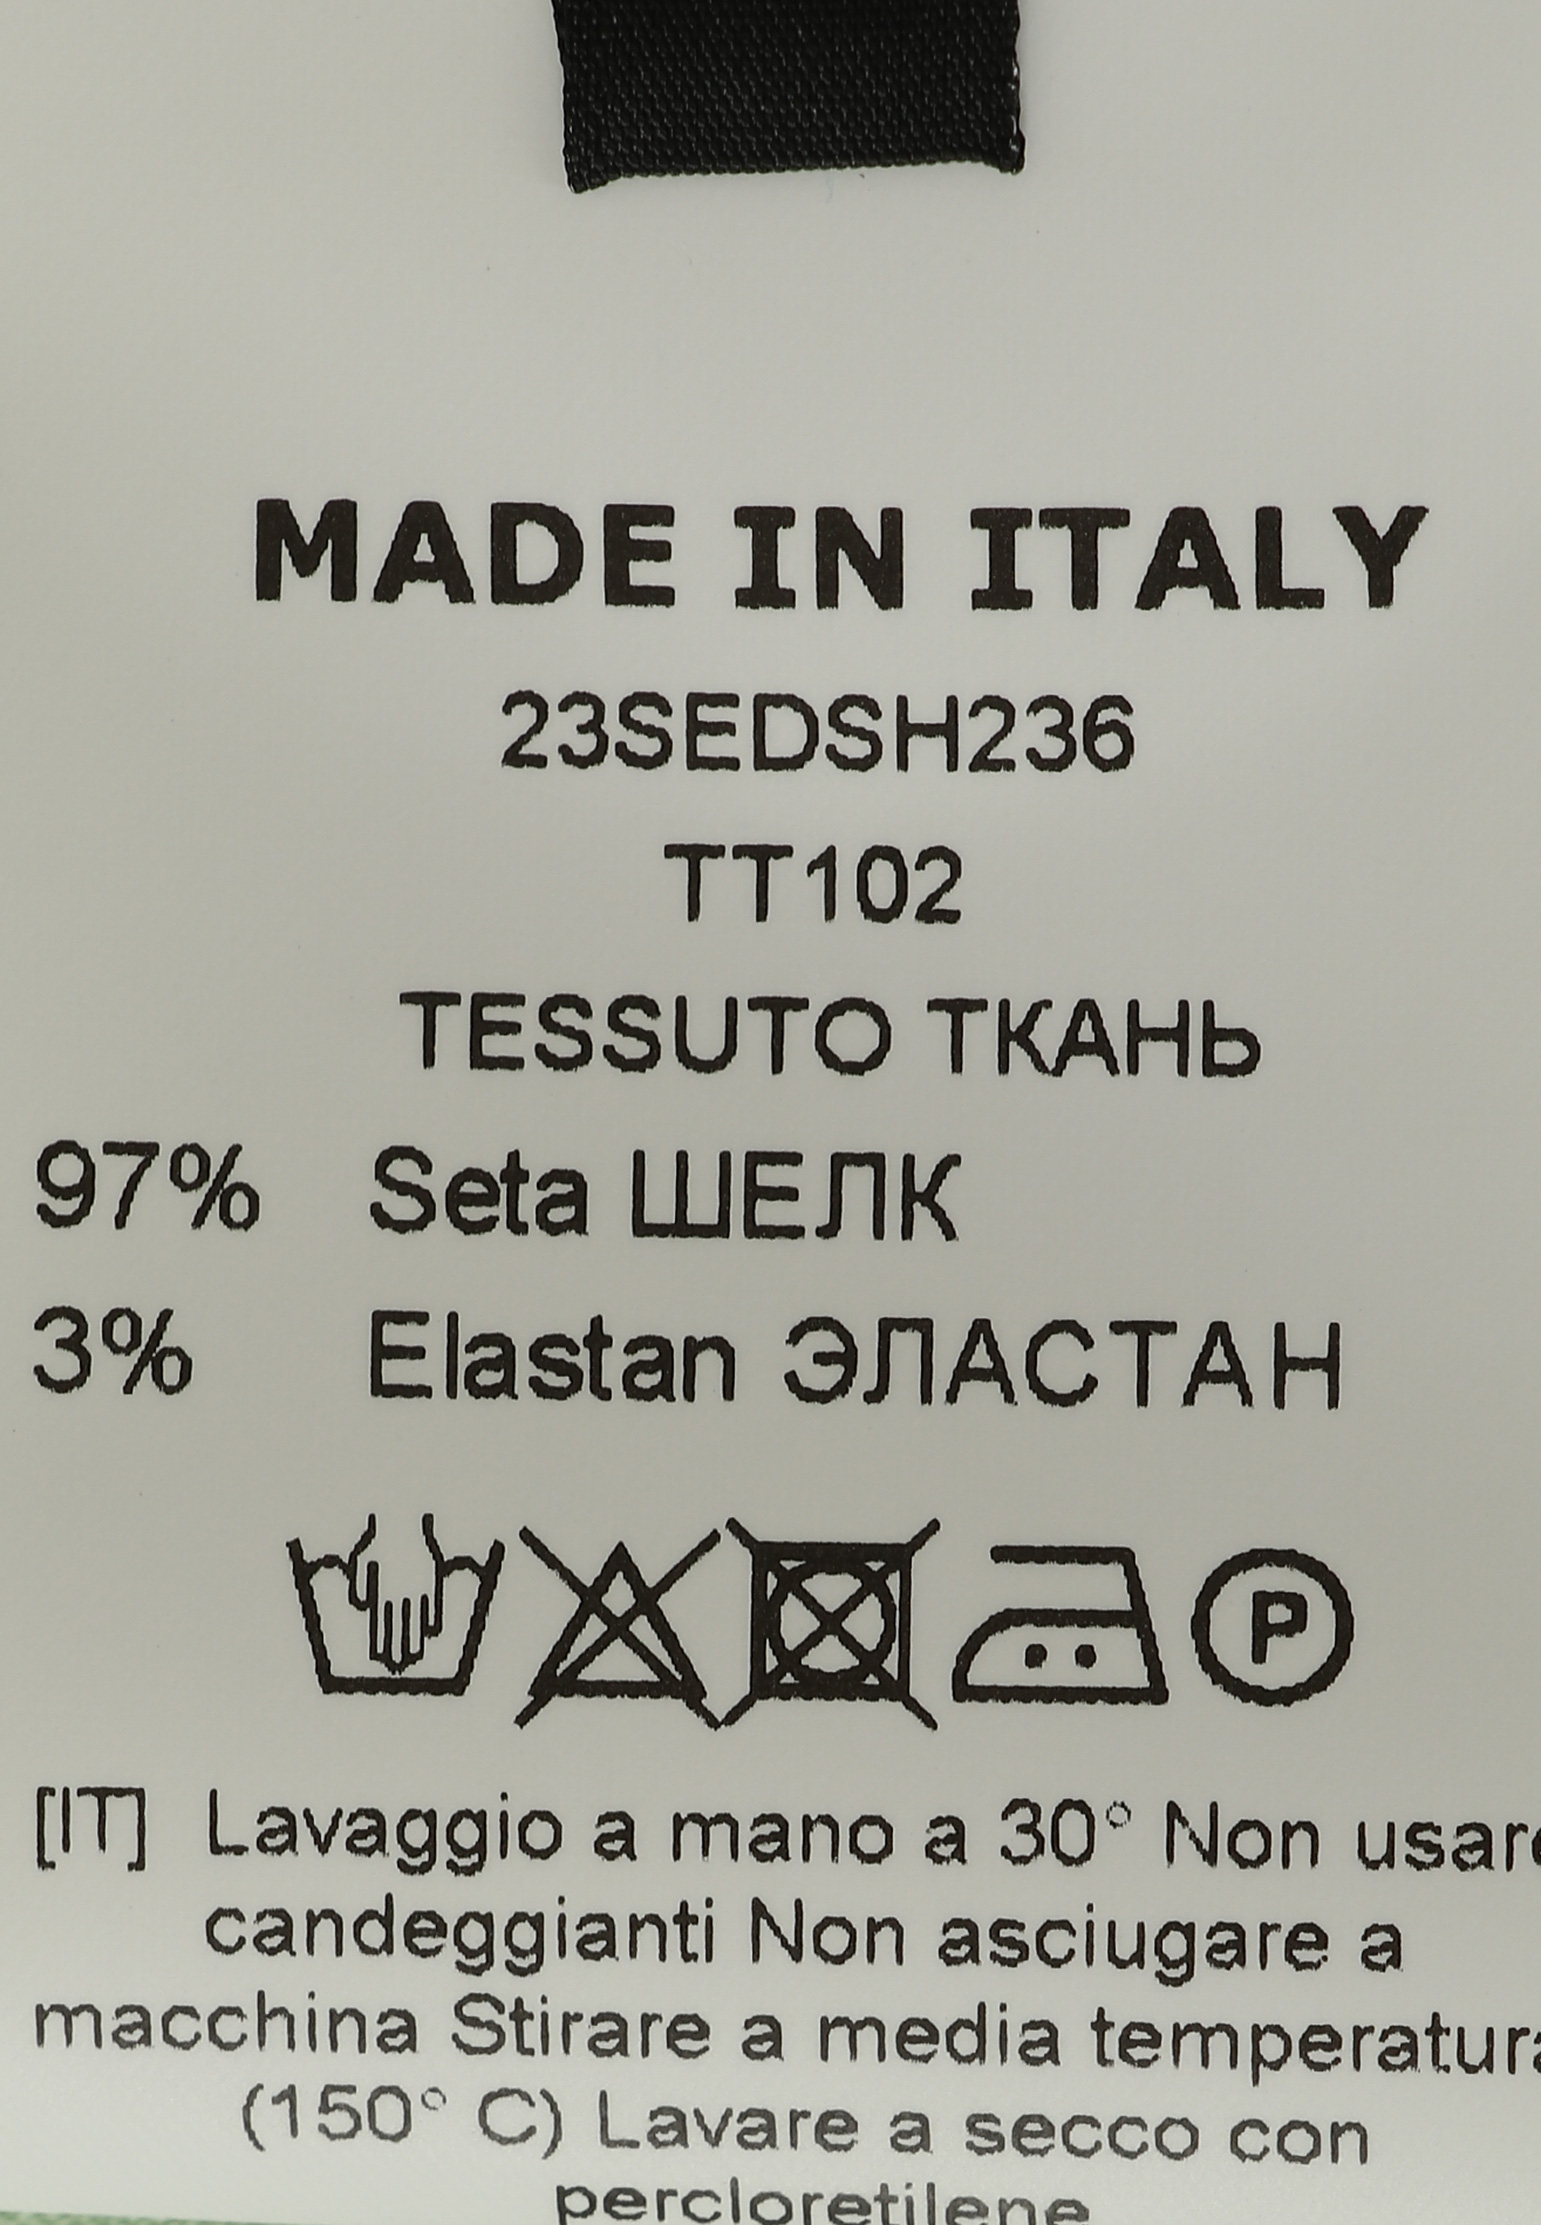 MADE IN ITALY
23SEDSH236
TT102
TESSUTO ТКАНЬ
97% Seta ШЕЛК
3% Elastan ЭЛАСТАН
P
[IT] Lavaggio a mano a 30° Non usare
candeggianti Non asciugare a
macchina Stirare a media temperatura
(150° C) Lavare a secco con
percloretilene